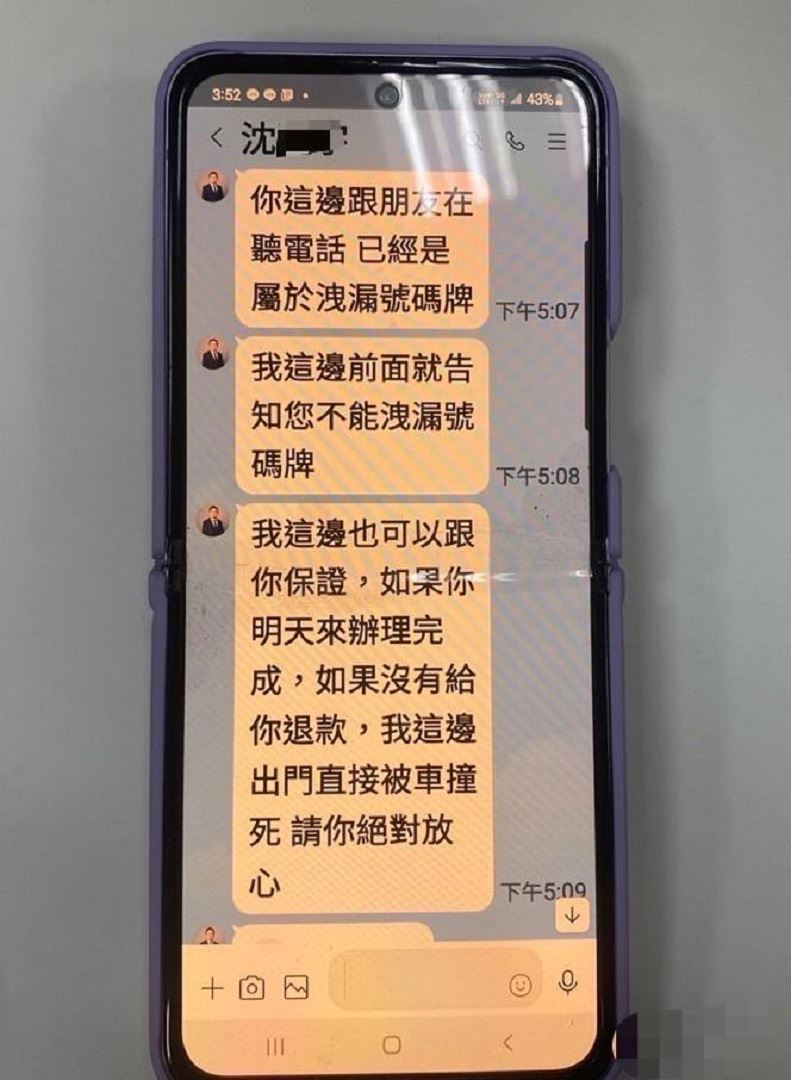 3:52
43%
沈
你這邊跟朋友在
聽電話 已經是
屬於洩漏號碼牌
下午5:07
我這邊前面就告
知您不能洩漏號
碼牌
下午5:08
我這邊也可以跟
你保證，如果你
明天來辦理完
成，如果沒有給
你退款，我這邊
出門直接被車撞
死 請你絕對放
心
下午5:09